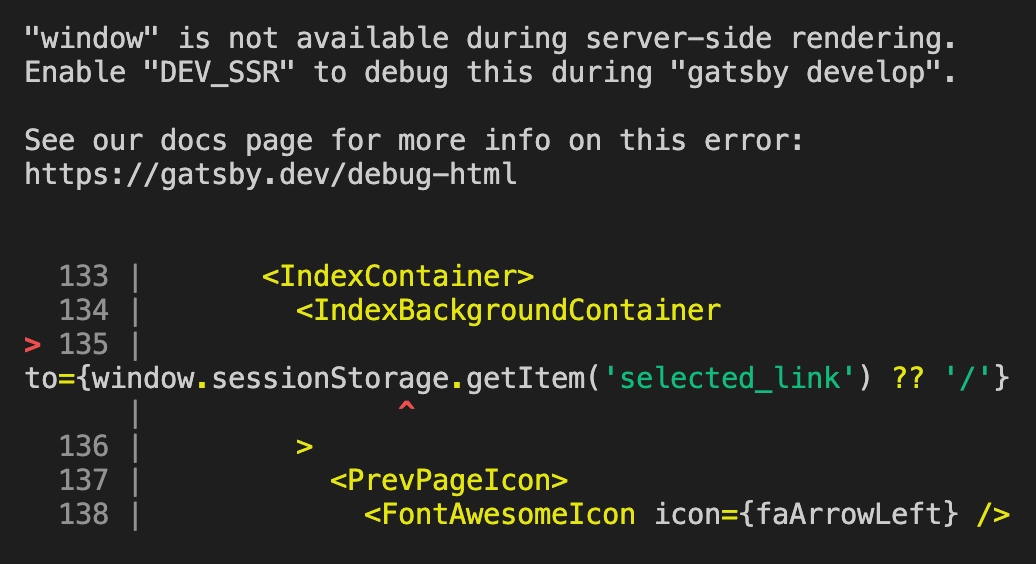 "window" is not available during server-side rendering.
Enable "DEV_SSR" to debug this during "gatsby develop".
See our docs page for more info on this error:
https://gatsby.dev/debug-html
133 |       <IndexContainer>
134 |         <IndexBackgroundContainer
> 135 |
to={window.sessionStorage.getItem('selected_link') ?? '/'}
|               ^
136 |         >
137 |           <PrevPageIcon>
138 |             <FontAwesomeIcon icon={faArrowLeft} />